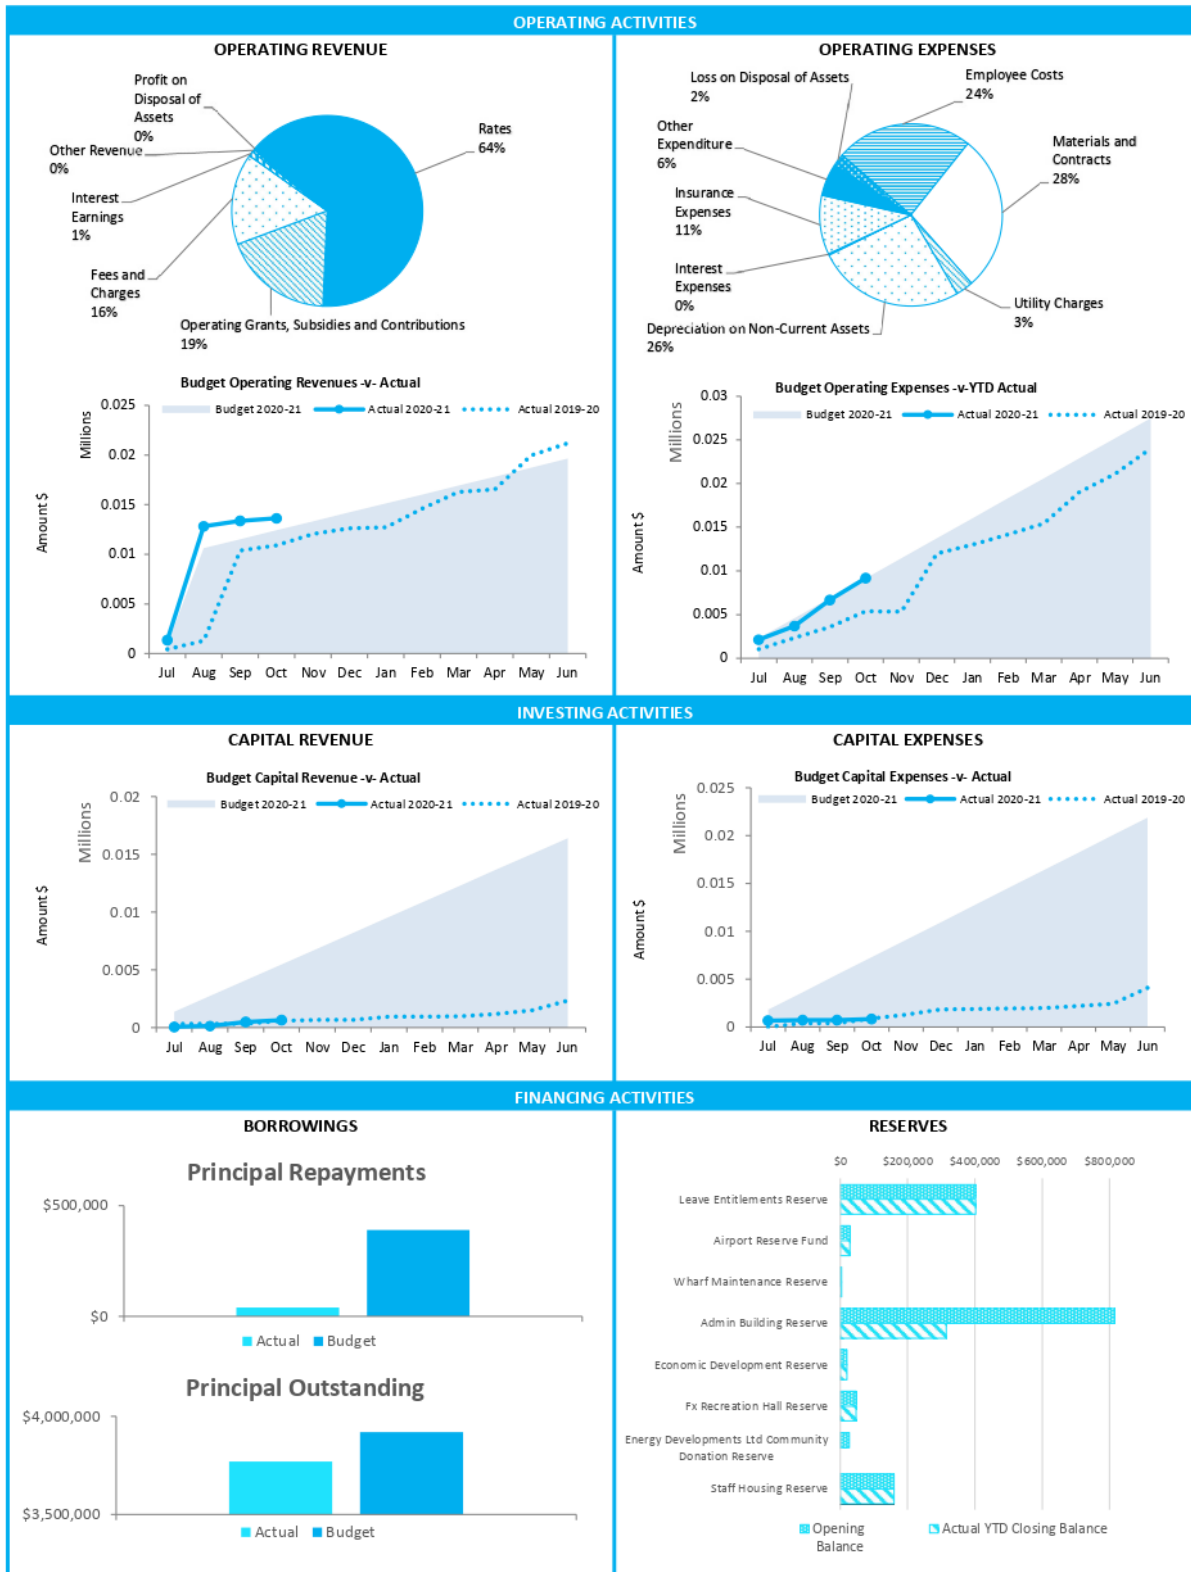 OPERATING ACTIVITIES
OPERATING REVENUE
Profit on
Disposal of
Assets
0%
Other Revenue
0%
Interest
Earnings
1%
Fees and
Charges
16%
Operating Grants, Subsidies and Contributions
19%
Rates
64%
Budget Operating Revenues -v- Actual
Budget 2020-21
Actual 2020-21
Actual 2019-20
Millions
Amount $
0.025
0.02
0.015
0.01
0.005
0
Jul Aug Sep Oct Nov Dec Jan Feb Mar Apr May Jun
OPERATING EXPENSES
Loss on Disposal of Assets
2%
Employee Costs
24%
Other
Expenditure
6%
Materials and
Contracts
28%
Insurance
Expenses
11%
Interest
Expenses
0%
Utility Charges
3%
Depreciation on Non-Current Assets
26%
Budget Operating Expenses -v-YTD Actual
Budget 2020-21
Actual 2020-21
Actual 2019-20
Millions
Amount $
0.03
0.025
0.02
0.015
0.01
0.005
0
Jul Aug Sep Oct Nov Dec Jan Feb Mar Apr May Jun
INVESTING ACTIVITIES
CAPITAL REVENUE
Budget Capital Revenue -v- Actual
Budget 2020-21
Actual 2020-21
Actual 2019-20
Millions
Amount $
0.02
0.015
0.01
0.005
0
Jul Aug Sep Oct Nov Dec Jan Feb Mar Apr May Jun
CAPITAL EXPENSES
Budget Capital Expenses -v- Actual
Budget 2020-21
Actual 2020-21
Actual 2019-20
Millions
Amount $
0.025
0.02
0.015
0.01
0.005
0
Jul Aug Sep Oct Nov Dec Jan Feb Mar Apr May Jun
FINANCING ACTIVITIES
BORROWINGS
Principal Repayments
$500,000
$0
Actual
Budget
Principal Outstanding
$4,000,000
$3,500,000
Actual
Budget
RESERVES
$0 $200,000 $400,000 $600,000 $800,000
Leave Entitlements Reserve
Airport Reserve Fund
Wharf Maintenance Reserve
Admin Building Reserve
Economic Development Reserve
Fx Recreation Hall Reserve
Energy Developments Ltd Community
Donation Reserve
Staff Housing Reserve
Opening
Balance
Actual YTD Closing Balance